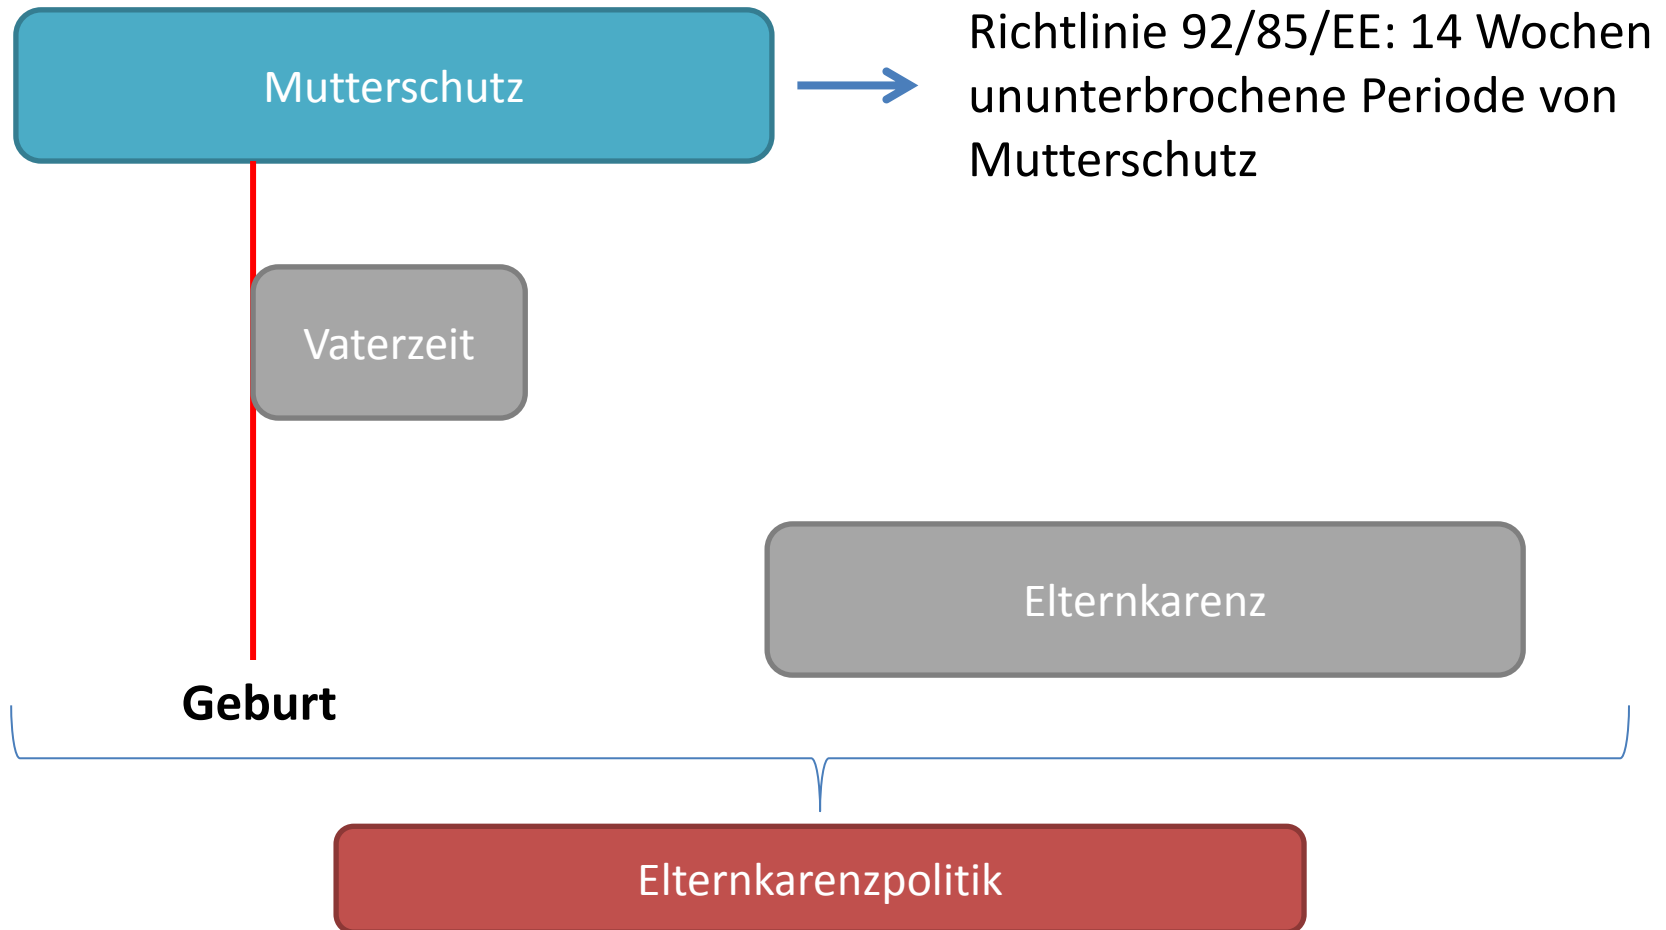 Mutterschutz
Richtlinie 92/85/EE: 14 Wochen
ununterbrochene Periode von
Mutterschutz
Vaterzeit
Elternkarenz
Geburt
Elternkarenzpolitik